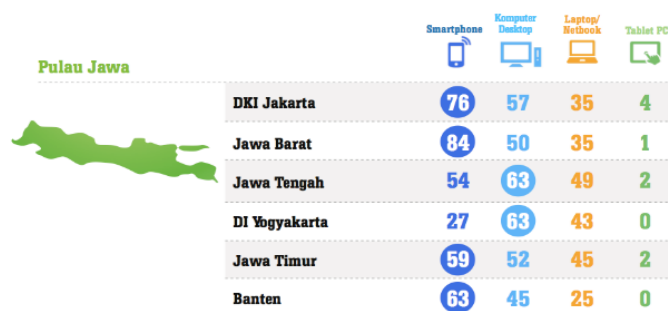 Smartphone Komputer Desktop Laptop/ Netbook Tablet PC
Pulau Jawa
DKI Jakarta 76 57 35 4
Jawa Barat 84 50 35 1
Jawa Tengah 54 63 49 2
DI Yogyakarta 27 63 43 0
Jawa Timur 59 52 45 2
Banten 63 45 25 0